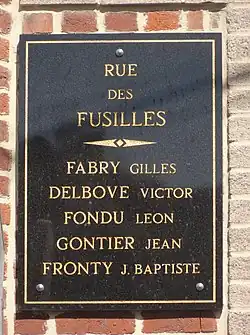 RUE
DES
FUSILLES
FABRY GILLES
DELBOVE VICTOR
FONDU LEON
GONTIER JEAN
FRONTY J. BAPTISTE